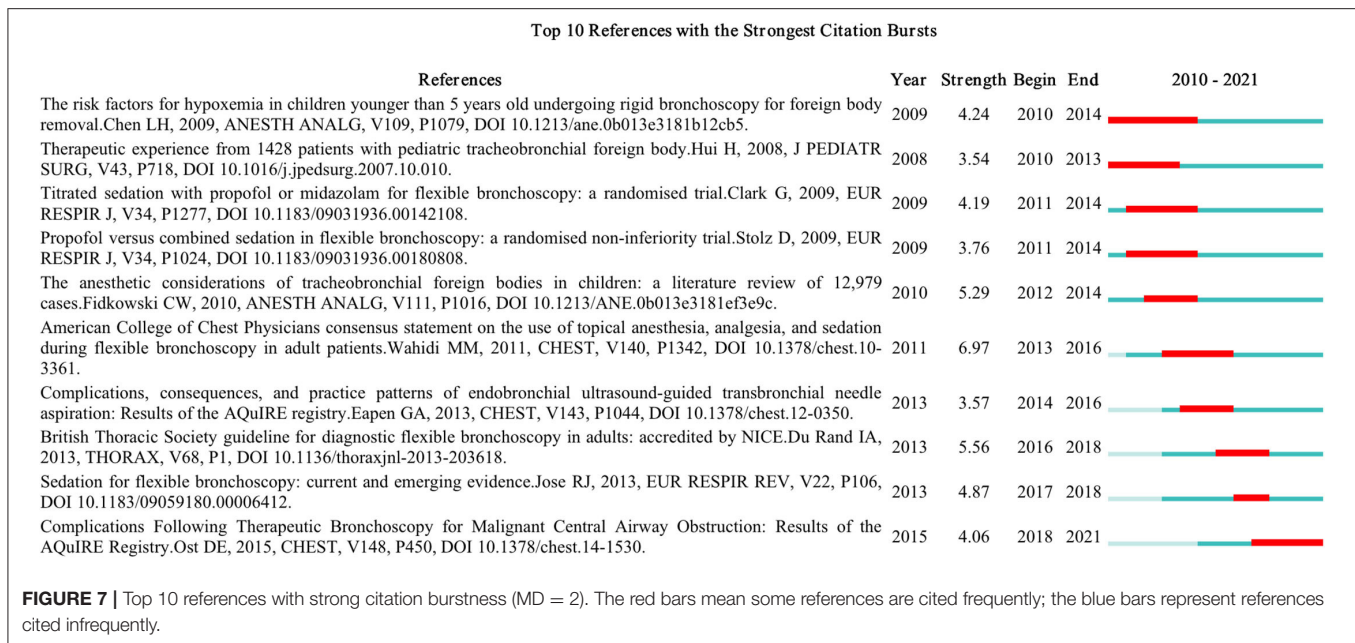 Top 10 References with the Strongest Citation Bursts
References Year Strength Begin End 2010 - 2021
The risk factors for hypoxemia in children younger than 5 years old undergoing rigid bronchoscopy for foreign body
removal.Chen LH, 2009, ANESTH ANALG, V109, P1079, DOI 10.1213/ane.0b013e3181b12cb5. 2009 4.24 2010 2014
Therapeutic experience from 1428 patients with pediatric tracheobronchial foreign body.Hui H, 2008, J PEDIATR
SURG, V43, P718, DOI 10.1016/j.jpedsurg.2007.10.010. 2008 3.54 2010 2013
Titrated sedation with propofol or midazolam for flexible bronchoscopy: a randomised trial.Clark G, 2009, EUR
RESPIR J, V34, P1277, DOI 10.1183/09031936.00142108. 2009 4.19 2011 2014
Propofol versus combined sedation in flexible bronchoscopy: a randomised non-inferiority trial.Stolz D, 2009, EUR
RESPIR J, V34, P1024, DOI 10.1183/09031936.00180808. 2009 3.76 2011 2014
The anesthetic considerations of tracheobronchial foreign bodies in children: a literature review of 12,979
cases.Fidkowski CW, 2010, ANESTH ANALG, V111, P1016, DOI 10.1213/ANE.0b013e3181ef3e9c. 2010 5.29 2012 2014
American College of Chest Physicians consensus statement on the use of topical anesthesia, analgesia, and sedation
during flexible bronchoscopy in adult patients.Wahidi MM, 2011, CHEST, V140, P1342, DOI 10.1378/chest.10- 2011 6.97 2013 2016
3361.
Complications, consequences, and practice patterns of endobronchial ultrasound-guided transbronchial needle
aspiration: Results of the AQuIRE registry.Eapen GA, 2013, CHEST, V143, P1044, DOI 10.1378/chest.12-0350. 2013 3.57 2014 2016
British Thoracic Society guideline for diagnostic flexible bronchoscopy in adults: accredited by NICE.Du Rand IA,
2013, THORAX, V68, P1, DOI 10.1136/thoraxjnl-2013-203618. 2013 5.56 2016 2018
Sedation for flexible bronchoscopy: current and emerging evidence.Jose RJ, 2013, EUR RESPIR REV, V22, P106,
DOI 10.1183/09059180.00006412. 2013 4.87 2017 2018
Complications Following Therapeutic Bronchoscopy for Malignant Central Airway Obstruction: Results of the
AQuIRE Registry.Ost DE, 2015, CHEST, V148, P450, DOI 10.1378/chest.14-1530. 2015 4.06 2018 2021
FIGURE 7 | Top 10 references with strong citation burstness (MD = 2). The red bars mean some references are cited frequently; the blue bars represent references
cited infrequently.